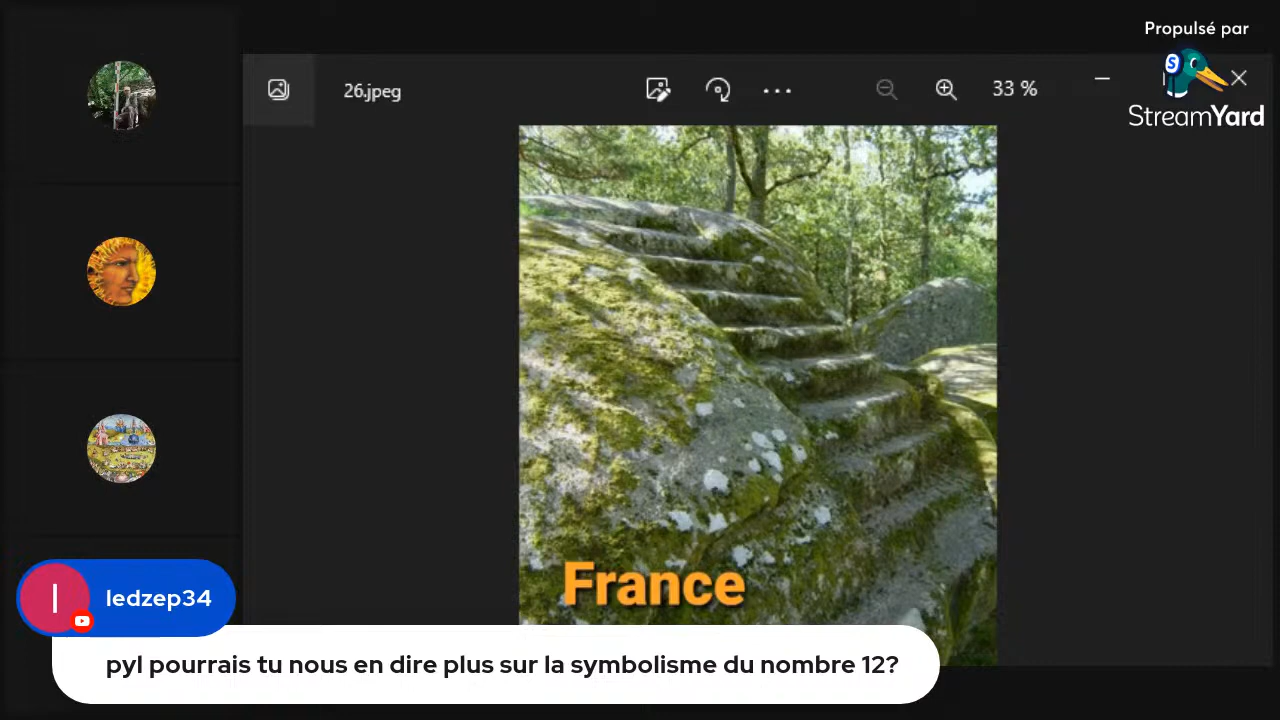 Propulsé par
StreamYard
26.jpeg
33 %
France
l
ledzep34
pyl pourrais tu nous en dire plus sur la symbolisme du nombre 12?